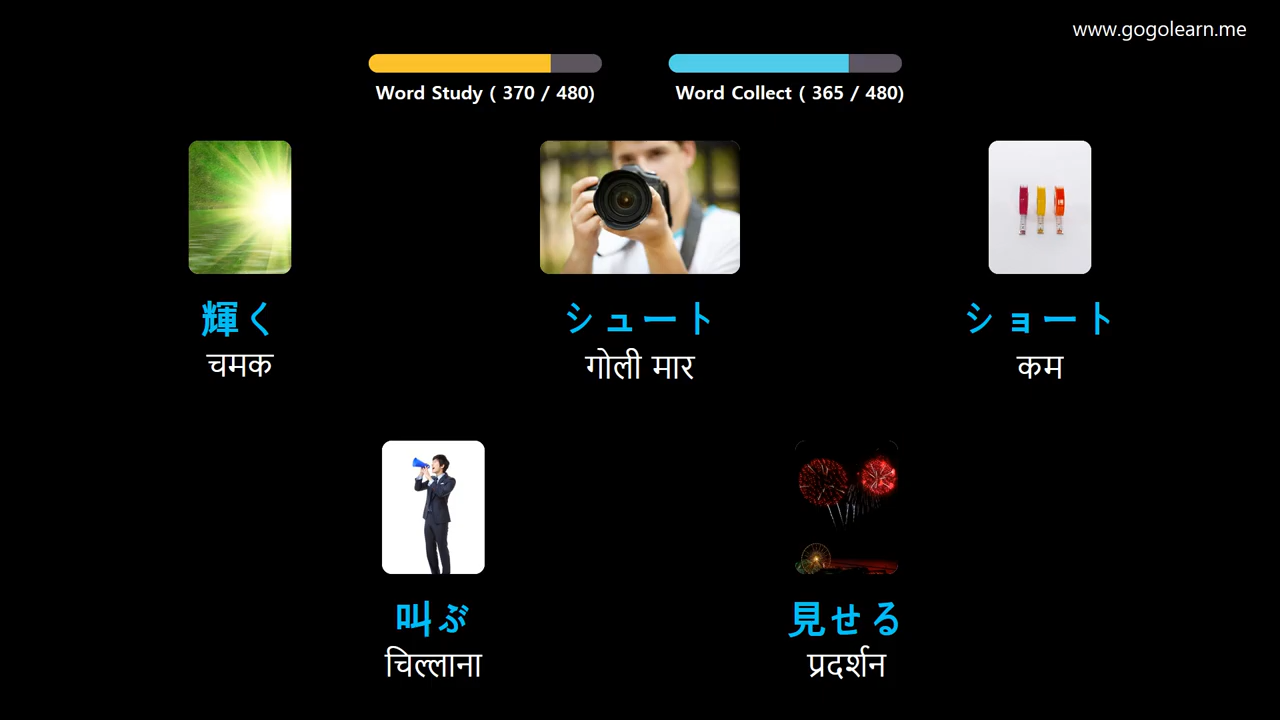 www.gogolearn.me
Word Study ( 370 / 480)
Word Collect ( 365 / 480)
輝く
シュート
ショート
चमक
गोली मार
कम
叫ぶ
見せる
चिल्लाना
प्रदर्शन